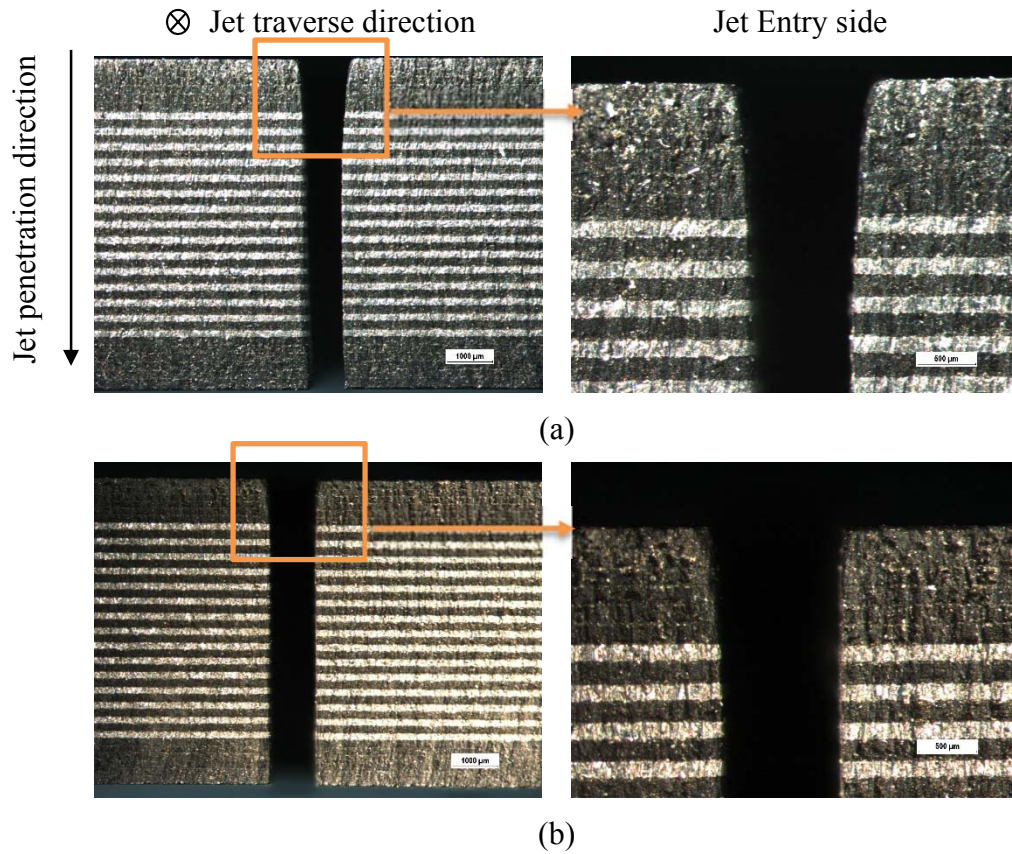 ⊗ Jet traverse direction
Jet Entry side
Jet penetration direction
1000 µm
500 µm
(a)
1000 µm
500 µm
(b)